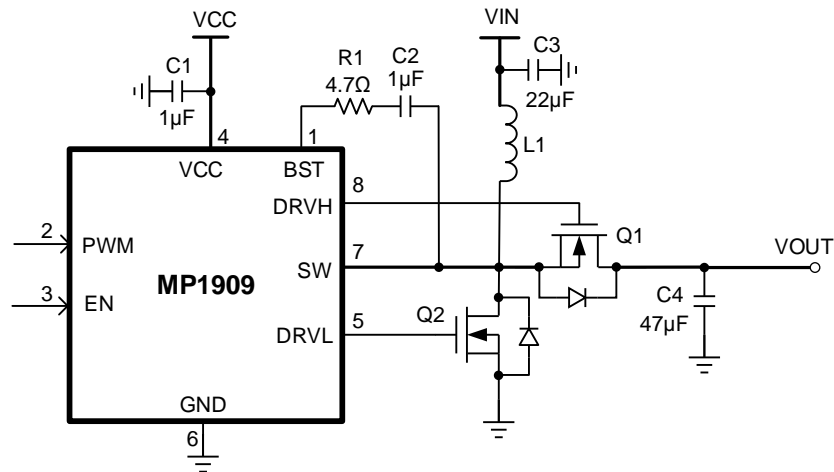 VCC
VIN
C1
1µF
R1
4.7Ω
C2
1µF
C3
22µF
L1
4
1
VCC
BST
8
DRVH
2
PWM
Q1
VOUT
7
SW
MP1909
3
EN
C4
47µF
5
DRVL
Q2
GND
6